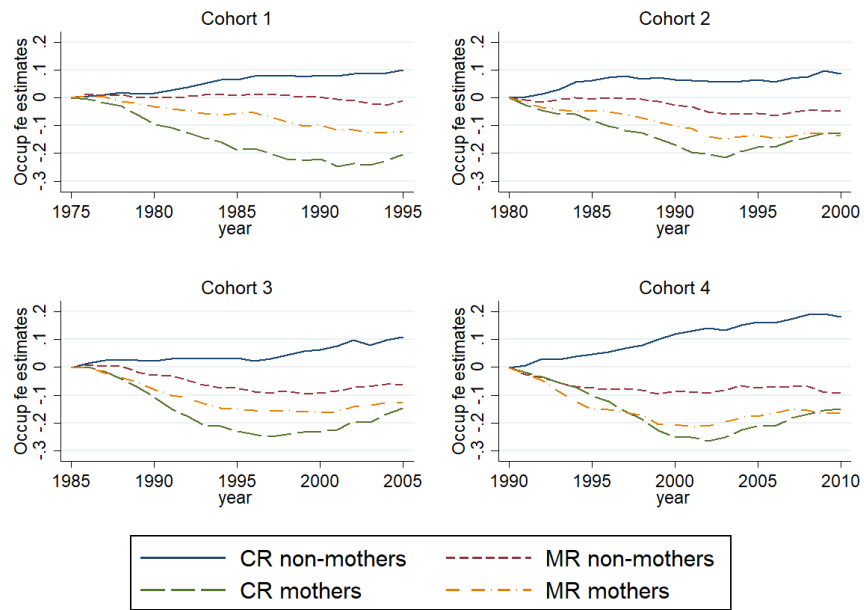 Cohort 1
Occup fe estimates
.2
.1
0
-.1
-.2
-.3
1975 1980 1985 1990 1995
year
Cohort 2
Occup fe estimates
.2
.1
0
-.1
-.2
-.3
1980 1985 1990 1995 2000
year
Cohort 3
Occup fe estimates
.2
.1
0
-.1
-.2
-.3
1985 1990 1995 2000 2005
year
Cohort 4
Occup fe estimates
.2
.1
0
-.1
-.2
-.3
1990 1995 2000 2005 2010
year
CR non-mothers MR non-mothers
CR mothers MR mothers